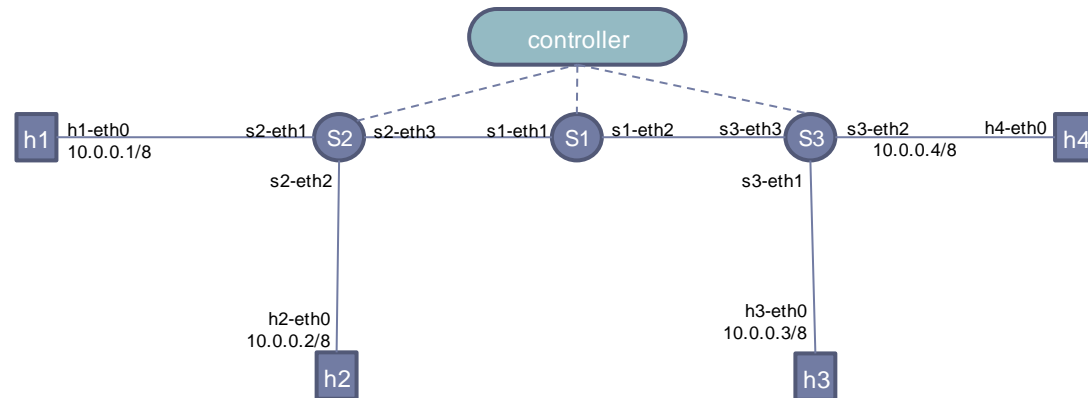 controller
h1
h1-eth0
10.0.0.1/8
s2-eth1
S2
s2-eth3
s1-eth1
S1
s1-eth2
s3-eth3
S3
s3-eth2
10.0.0.4/8
h4-eth0
h4
s2-eth2
s3-eth1
h2-eth0
10.0.0.2/8
h2
h3-eth0
10.0.0.3/8
h3